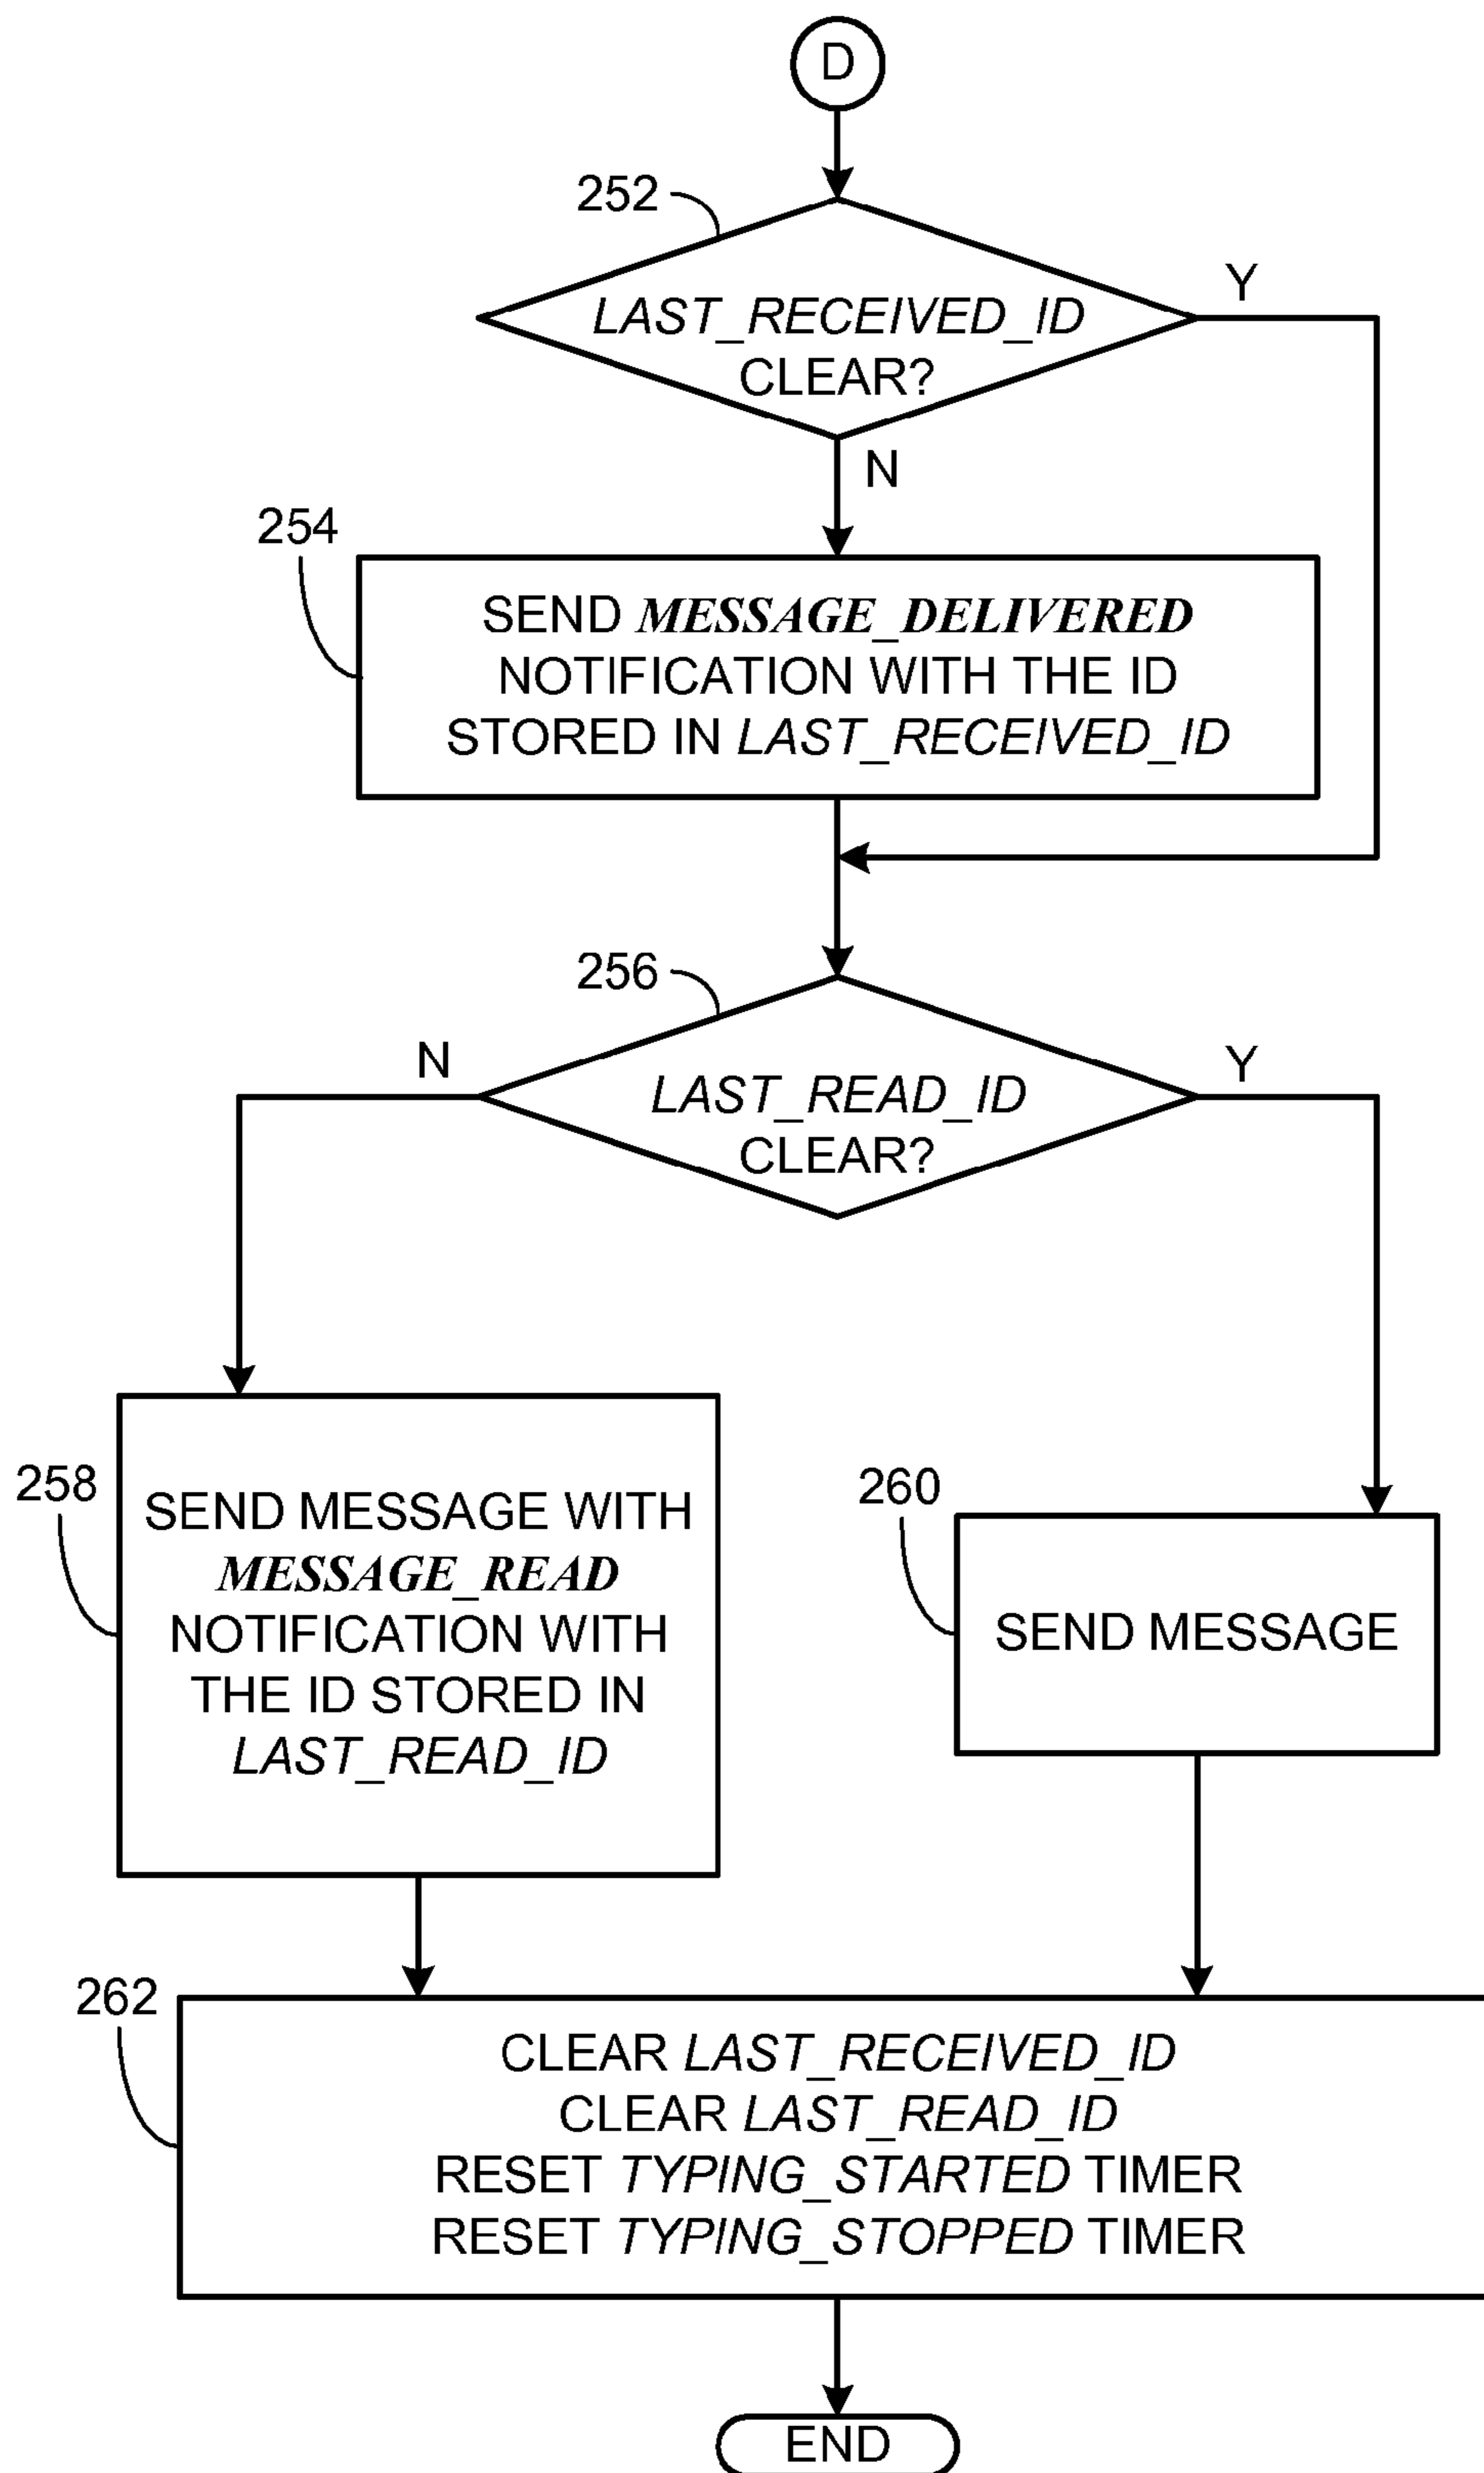 D
252
LAST_RECEIVED_ID
CLEAR?
Y
N
254
SEND MESSAGE_DELIVERED
NOTIFICATION WITH THE ID
STORED IN LAST_RECEIVED_ID
256
N
Y
LAST_READ_ID
CLEAR?
258
SEND MESSAGE WITH
MESSAGE_READ
NOTIFICATION WITH
THE ID STORED IN
LAST_READ_ID
260
SEND MESSAGE
262
CLEAR LAST_RECEIVED_ID
CLEAR LAST_READ_ID
RESET TYPING_STARTED TIMER
RESET TYPING_STOPPED TIMER
END